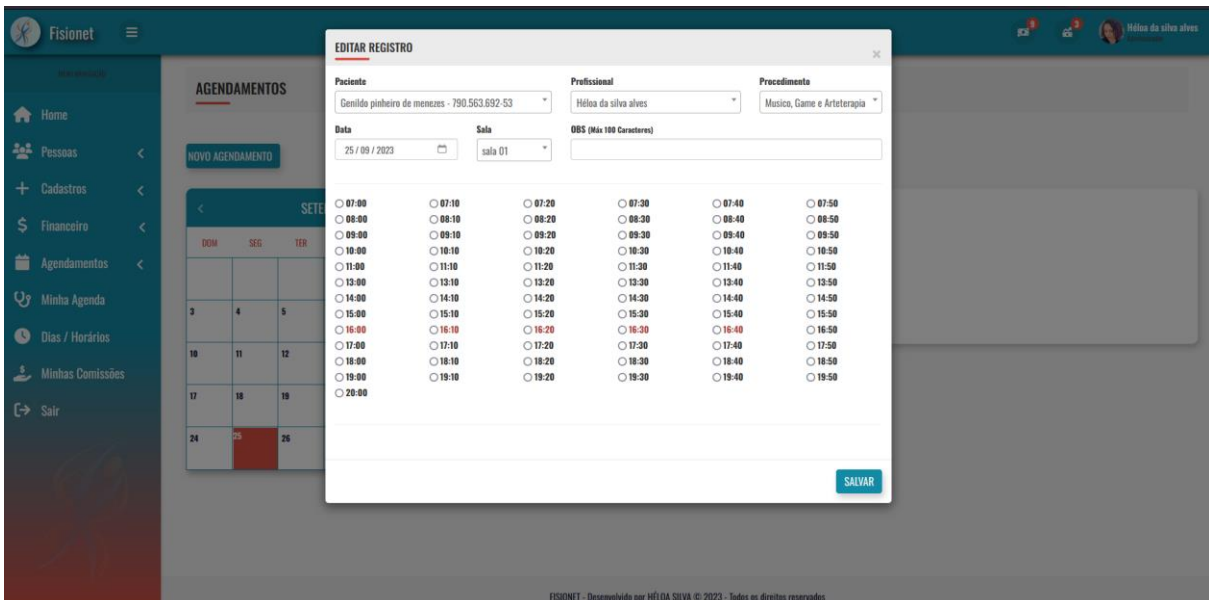 Fisionet
9
3
Héloa da silva alves
Home
Pessoas
Cadastros
Financeiro
Agendamentos
Minha Agenda
Dias / Horários
Minhas Comissões
Sair
AGENDAMENTOS
NOVO AGENDAMENTO
SETE
DOM SEG TER
3 4 5
10 11 12
17 18 19
24 25 26
EDITAR REGISTRO
×
Paciente Profissional Procedimento
Genildo pinheiro de menezes - 790.563.692-53 Héloa da silva alves Musico, Game e Arteterapia
Data Sala OBS (Máx 100 Caracteres)
25 / 09 / 2023 sala 01
07:00 07:10 07:20 07:30 07:40 07:50
08:00 08:10 08:20 08:30 08:40 08:50
09:00 09:10 09:20 09:30 09:40 09:50
10:00 10:10 10:20 10:30 10:40 10:50
11:00 11:10 11:20 11:30 11:40 11:50
13:00 13:10 13:20 13:30 13:40 13:50
14:00 14:10 14:20 14:30 14:40 14:50
15:00 15:10 15:20 15:30 15:40 15:50
16:00 16:10 16:20 16:30 16:40 16:50
17:00 17:10 17:20 17:30 17:40 17:50
18:00 18:10 18:20 18:30 18:40 18:50
19:00 19:10 19:20 19:30 19:40 19:50
20:00
SALVAR
FISIONET - Desenvolvido por HÉLOA SILVA © 2023 - Todos os direitos reservados